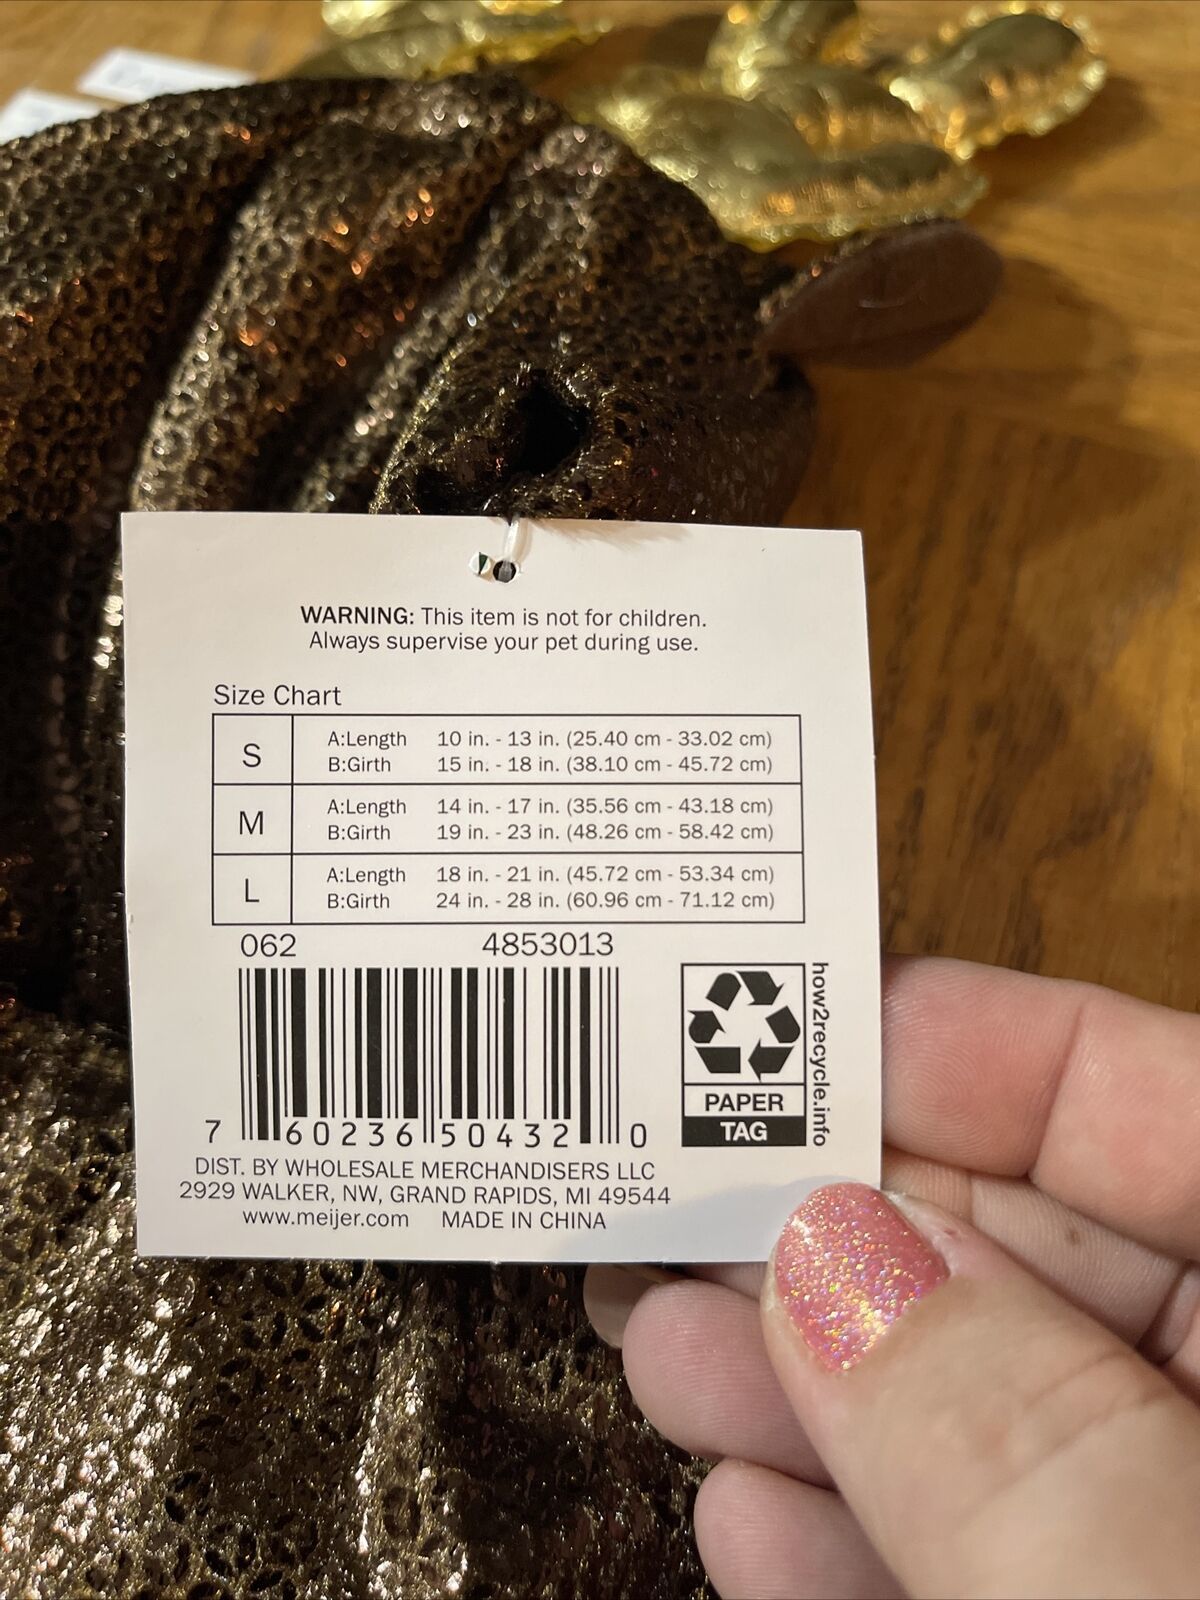 WARNING: This item is not for children.
Always supervise your pet during use.
Size Chart
S
A:Length 10 in. - 13 in. (25.40 cm - 33.02 cm)
B:Girth 15 in. - 18 in. (38.10 cm - 45.72 cm)
M
A:Length 14 in. - 17 in. (35.56 cm - 43.18 cm)
B:Girth 19 in. - 23 in. (48.26 cm - 58.42 cm)
L
A:Length 18 in. - 21 in. (45.72 cm - 53.34 cm)
B:Girth 24 in. - 28 in. (60.96 cm - 71.12 cm)
062 4853013
7 60236 50432 0
PAPER
TAG
how2recycle.info
DIST. BY WHOLESALE MERCHANDISERS LLC
2929 WALKER, NW, GRAND RAPIDS, MI 49544
www.meijer.com MADE IN CHINA